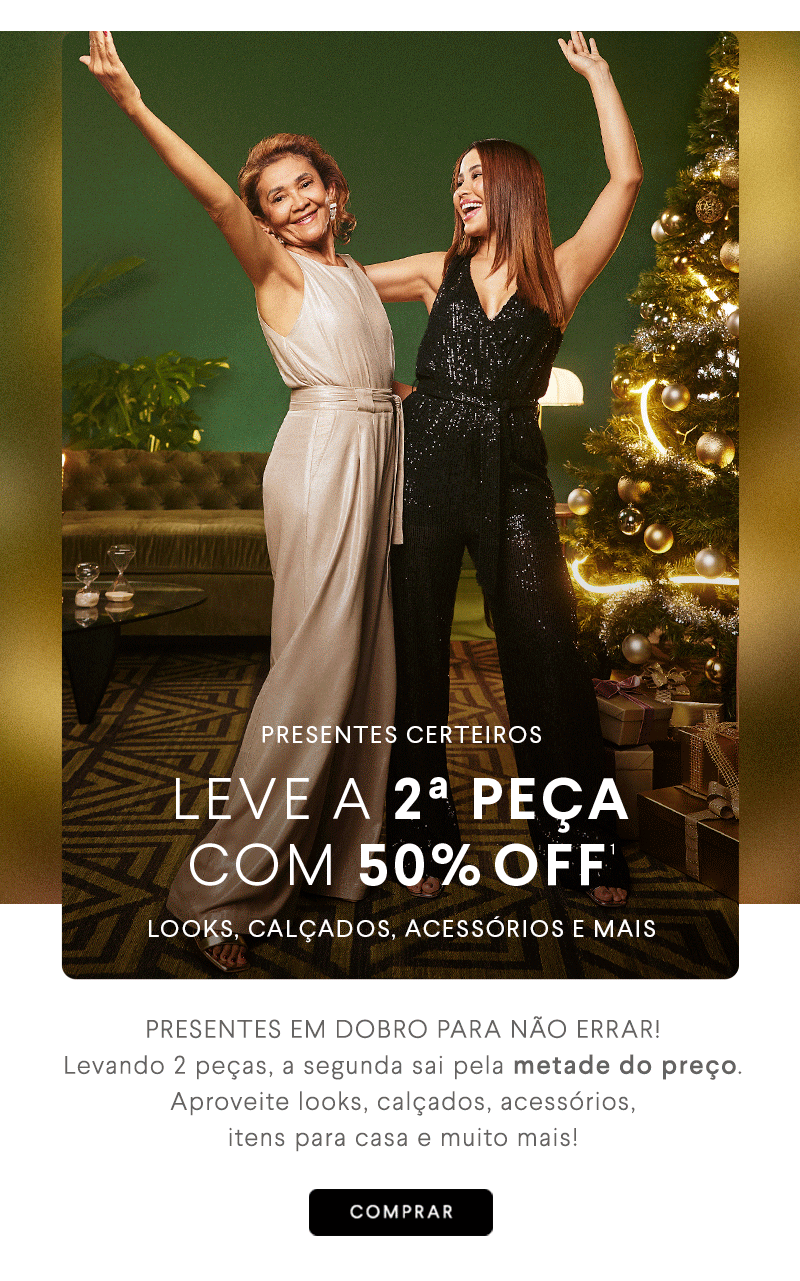 PRESENTES CERTEIROS
LEVE A 2ª PEÇA
COM 50% OFF¹
LOOKS, CALÇADOS, ACESSÓRIOS E MAIS
PRESENTES EM DOBRO PARA NÃO ERRAR!
Levando 2 peças, a segunda sai pela metade do preço.
Aproveite looks, calçados, acessórios,
itens para casa e muito mais!
COMPRAR